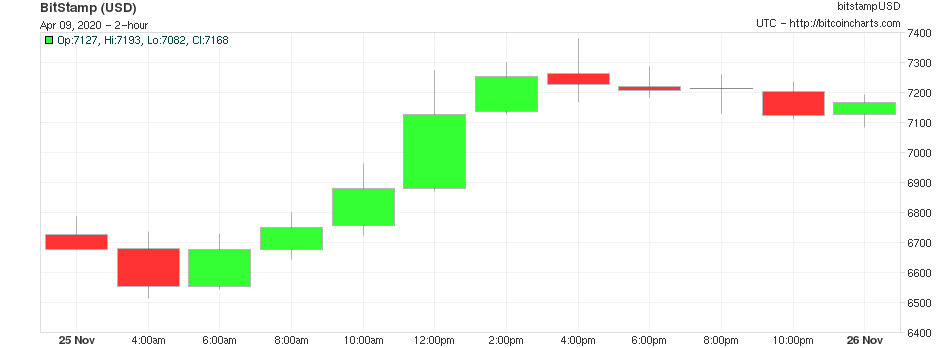 BitStamp (USD)
bitstampUSD
Apr 09, 2020 - 2-hour
UTC - http://bitcoincharts.com
Op:7127, Hi:7193, Lo:7082, Cl:7168
7400
7300
7200
7100
7000
6900
6800
6700
6600
6500
6400
25 Nov 4:00am 6:00am 8:00am 10:00am 12:00pm 2:00pm 4:00pm 6:00pm 8:00pm 10:00pm 26 Nov